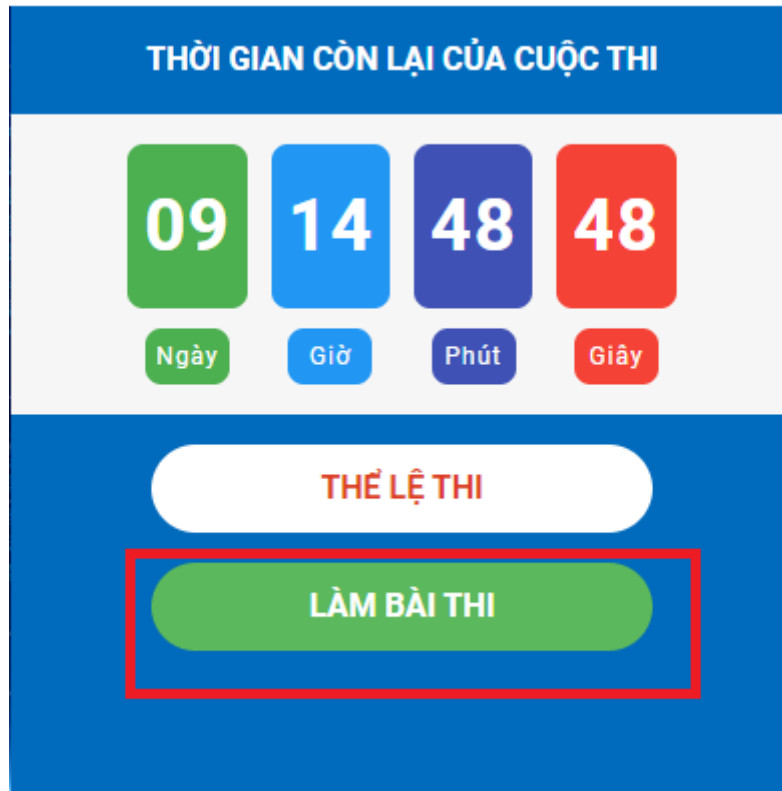 THỜI GIAN CÒN LẠI CỦA CUỘC THI
09 14 48 48
Ngày Giờ Phút Giây
THỂ LỆ THI
LÀM BÀI THI